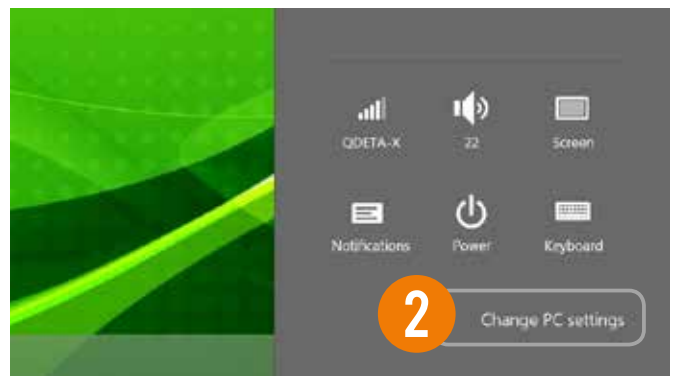 QDETA-X 22 Screen
Notifications Power Keyboard
2 Change PC settings